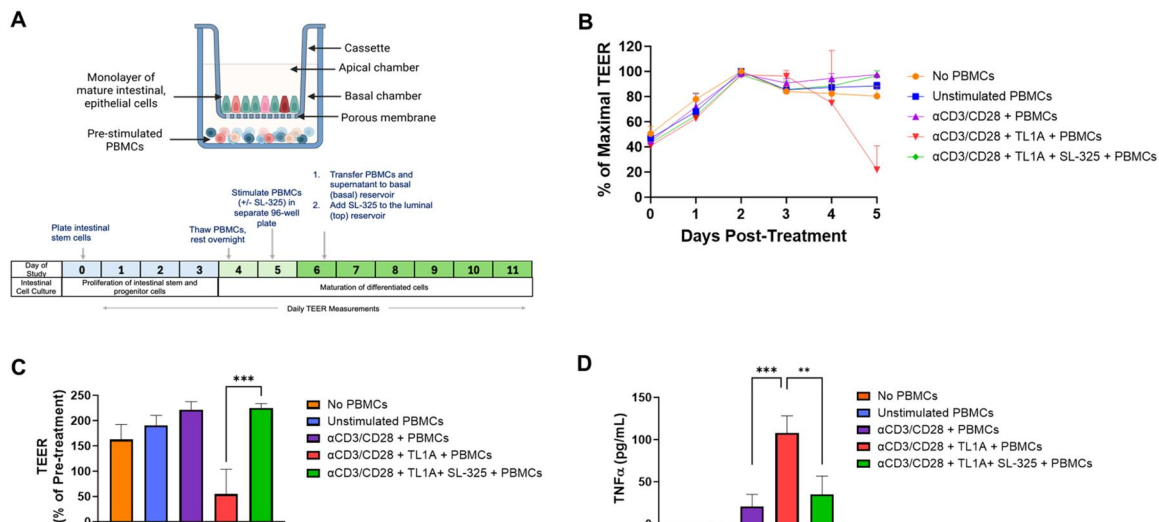 A
Cassette
Apical chamber
Monolayer of
mature intestinal,
epithelial cells
Basal chamber
Porous membrane
Pre-stimulated
PBMCs
Plate intestinal
stem cells
Thaw PBMCs,
rest overnight
Stimulate PBMCs
(+/- SL-325) in
separate 96-well
plate
1. Transfer PBMCs and
supernatant to basal
(basal) reservoir
2. Add SL-325 to the luminal
(top) reservoir
Day of
Study
0 1 2 3 4 5 6 7 8 9 10 11
Intestinal
Cell Culture
Proliferation of intestinal stem and
progenitor cells
Maturation of differentiated cells
Daily TEER Measurements
B
% of Maximal TEER
120
100
80
60
40
20
0
0 1 2 3 4 5
Days Post-Treatment
No PBMCs
Unstimulated PBMCs
αCD3/CD28 + PBMCs
αCD3/CD28 + TL1A + PBMCs
αCD3/CD28 + TL1A + SL-325 + PBMCs
C
TEER
(% of Pre-treatment)
250
200
150
100
50
0
***
No PBMCs
Unstimulated PBMCs
αCD3/CD28 + PBMCs
αCD3/CD28 + TL1A + PBMCs
αCD3/CD28 + TL1A+ SL-325 + PBMCs
D
TNFα (pg/mL)
150
100
50
0
*** **
No PBMCs
Unstimulated PBMCs
αCD3/CD28 + PBMCs
αCD3/CD28 + TL1A + PBMCs
αCD3/CD28 + TL1A+ SL-325 + PBMCs